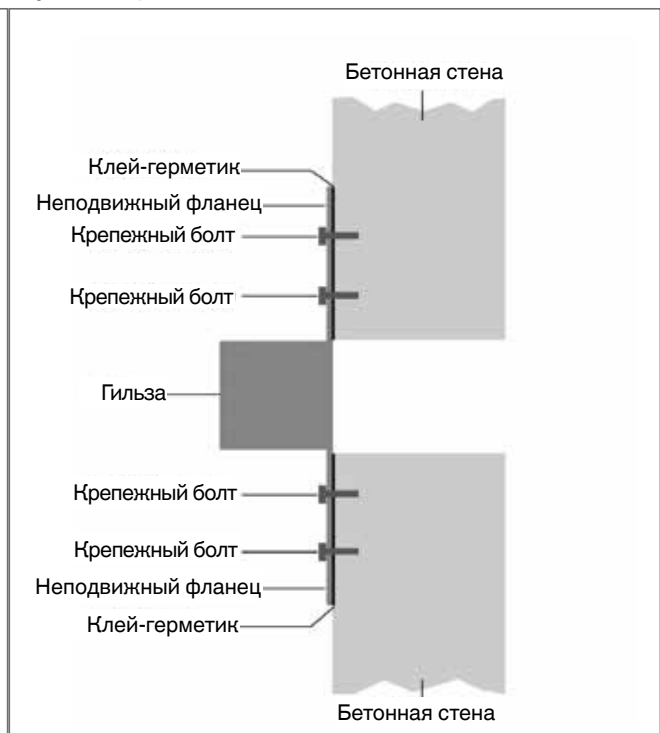 Бетонная стена
Клей-герметик
Неподвижный фланец
Крепежный болт
Крепежный болт
Гильза
Крепежный болт
Крепежный болт
Неподвижный фланец
Клей-герметик
Бетонная стена